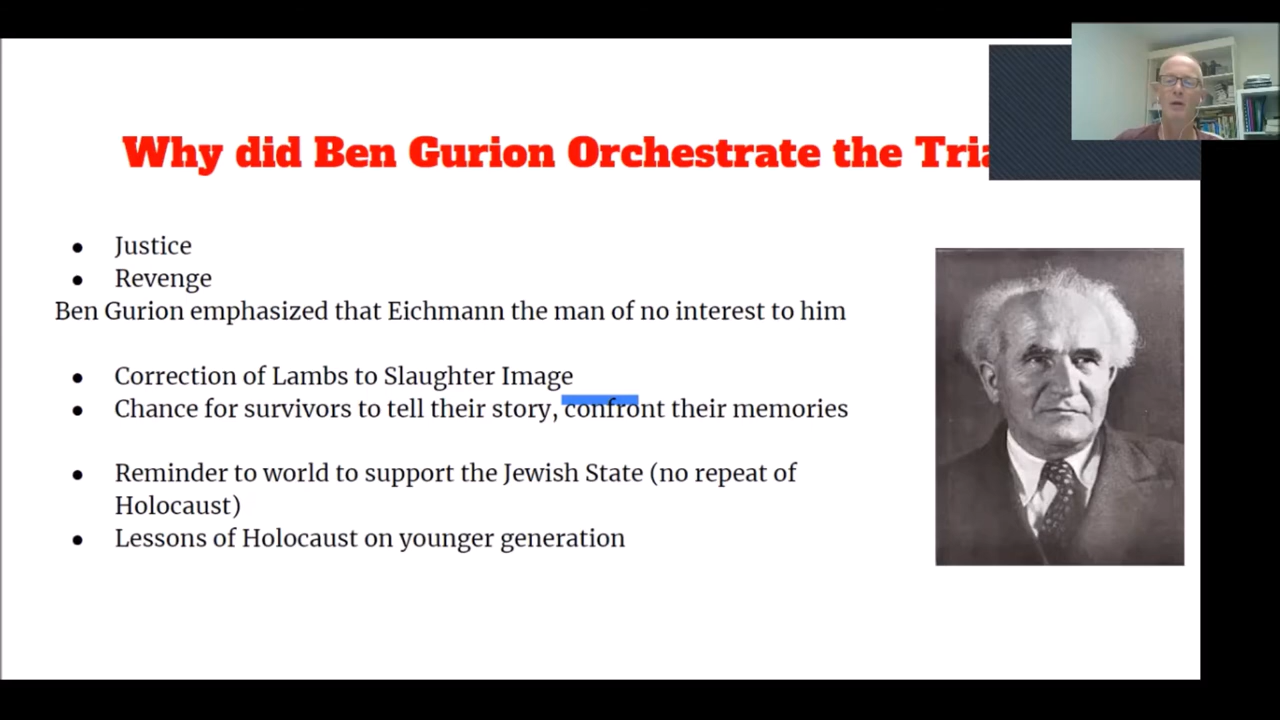 Why did Ben Gurion Orchestrate the
● Justice
● Revenge
Ben Gurion emphasized that Eichmann the man of no interest to him
● Correction of Lambs to Slaughter Image
● Chance for survivors to tell their story, confront their memories
● Reminder to world to support the Jewish State (no repeat of
Holocaust)
● Lessons of Holocaust on younger generation